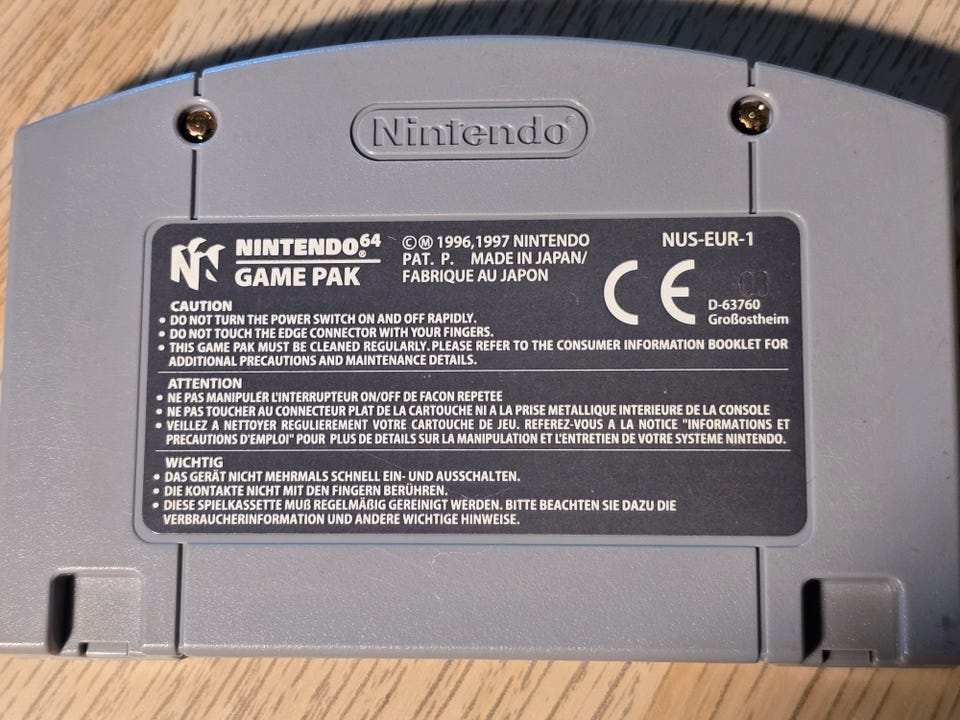 Nintendo®
NINTENDO®64
GAME PAK
©Ⓜ 1996,1997 NINTENDO
PAT. P. MADE IN JAPAN/
FABRIQUE AU JAPON
NUS-EUR-1
CE
03
D-63760
Großostheim
CAUTION
• DO NOT TURN THE POWER SWITCH ON AND OFF RAPIDLY.
• DO NOT TOUCH THE EDGE CONNECTOR WITH YOUR FINGERS.
• THIS GAME PAK MUST BE CLEANED REGULARLY. PLEASE REFER TO THE CONSUMER INFORMATION BOOKLET FOR
ADDITIONAL PRECAUTIONS AND MAINTENANCE DETAILS.
ATTENTION
• NE PAS MANIPULER L'INTERRUPTEUR ON/OFF DE FACON REPETEE
• NE PAS TOUCHER AU CONNECTEUR PLAT DE LA CARTOUCHE NI A LA PRISE METALLIQUE INTERIEURE DE LA CONSOLE
• VEILLEZ A NETTOYER REGULIEREMENT VOTRE CARTOUCHE DE JEU. REFEREZ-VOUS A LA NOTICE "INFORMATIONS ET
PRECAUTIONS D'EMPLOI" POUR PLUS DE DETAILS SUR LA MANIPULATION ET L'ENTRETIEN DE VOTRE SYSTEME NINTENDO.
WICHTIG
• DAS GERÄT NICHT MEHRMALS SCHNELL EIN- UND AUSSCHALTEN.
• DIE KONTAKTE NICHT MIT DEN FINGERN BERÜHREN.
• DIESE SPIELKASSETTE MUß REGELMÄßIG GEREINIGT WERDEN. BITTE BEACHTEN SIE DAZU DIE
VERBRAUCHERINFORMATION UND ANDERE WICHTIGE HINWEISE.